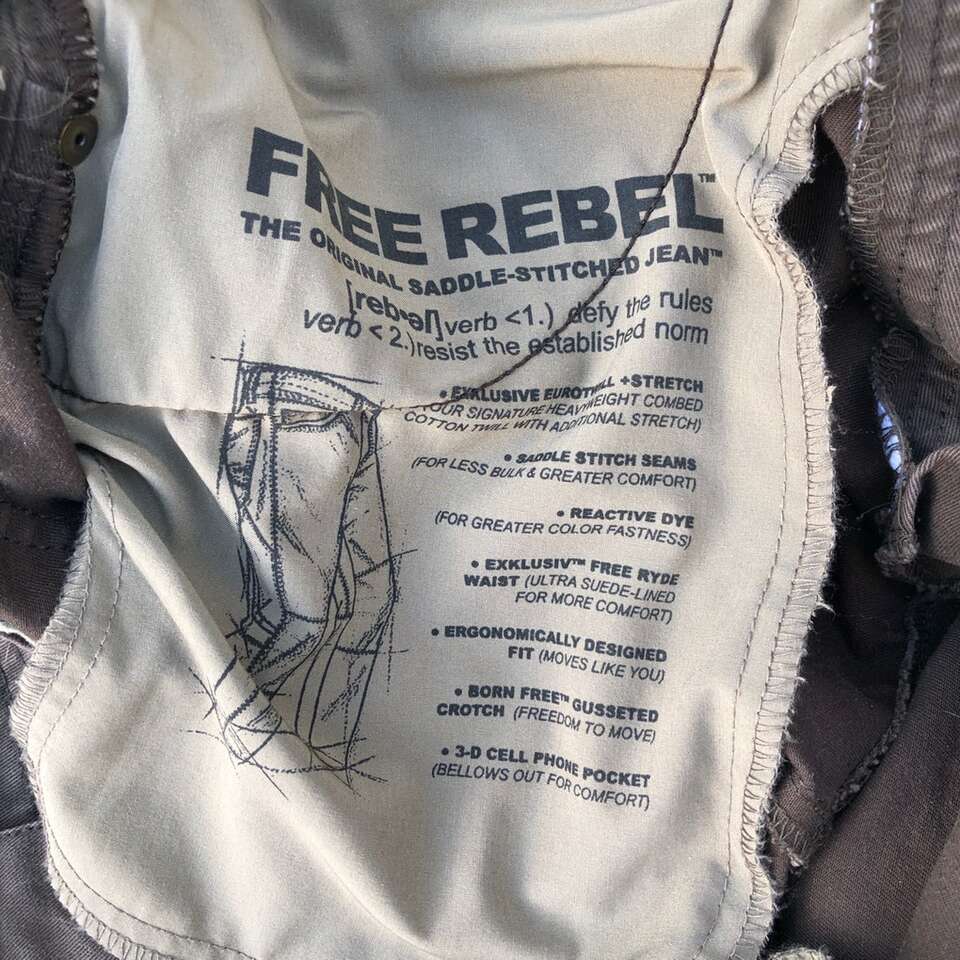 FREE REBEL™
THE ORIGINAL SADDLE-STITCHED JEAN™
[reb•əl] verb <1.) defy the rules
verb < 2.) resist the established norm
• EXKLUSIVE EUROTWILL +STRETCH
(OUR SIGNATURE HEAVYWEIGHT COMBED
COTTON TWILL WITH ADDITIONAL STRETCH)
• SADDLE STITCH SEAMS
(FOR LESS BULK & GREATER COMFORT)
• REACTIVE DYE
(FOR GREATER COLOR FASTNESS)
• EXKLUSIV™ FREE RYDE
WAIST (ULTRA SUEDE-LINED
FOR MORE COMFORT)
• ERGONOMICALLY DESIGNED
FIT (MOVES LIKE YOU)
• BORN FREE™ GUSSETED
CROTCH (FREEDOM TO MOVE)
• 3-D CELL PHONE POCKET
(BELLOWS OUT FOR COMFORT)